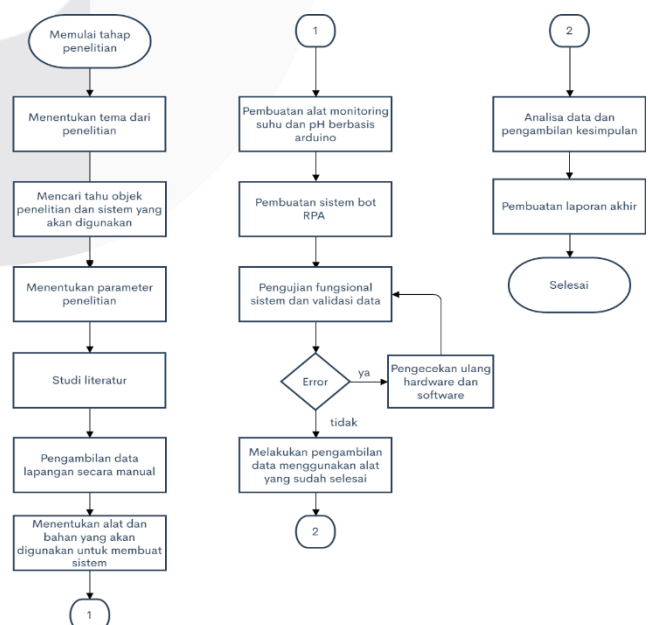 Memulai tahap
penelitian
Menentukan tema dari
penelitian
Mencari tahu objek
penelitian dan sistem yang
akan digunakan
Menentukan parameter
penelitian
Studi literatur
Pengambilan data
lapangan secara manual
Menentukan alat dan
bahan yang akan
digunakan untuk membuat
sistem
1
1
Pembuatan alat monitoring
suhu dan pH berbasis
arduino
Pembuatan sistem bot
RPA
Pengujian fungsional
sistem dan validasi data
Error
ya
Pengecekan ulang
hardware dan
software
tidak
Melakukan pengambilan
data menggunakan alat
yang sudah selesai
2
2
Analisa data dan
pengambilan kesimpulan
Pembuatan laporan akhir
Selesai